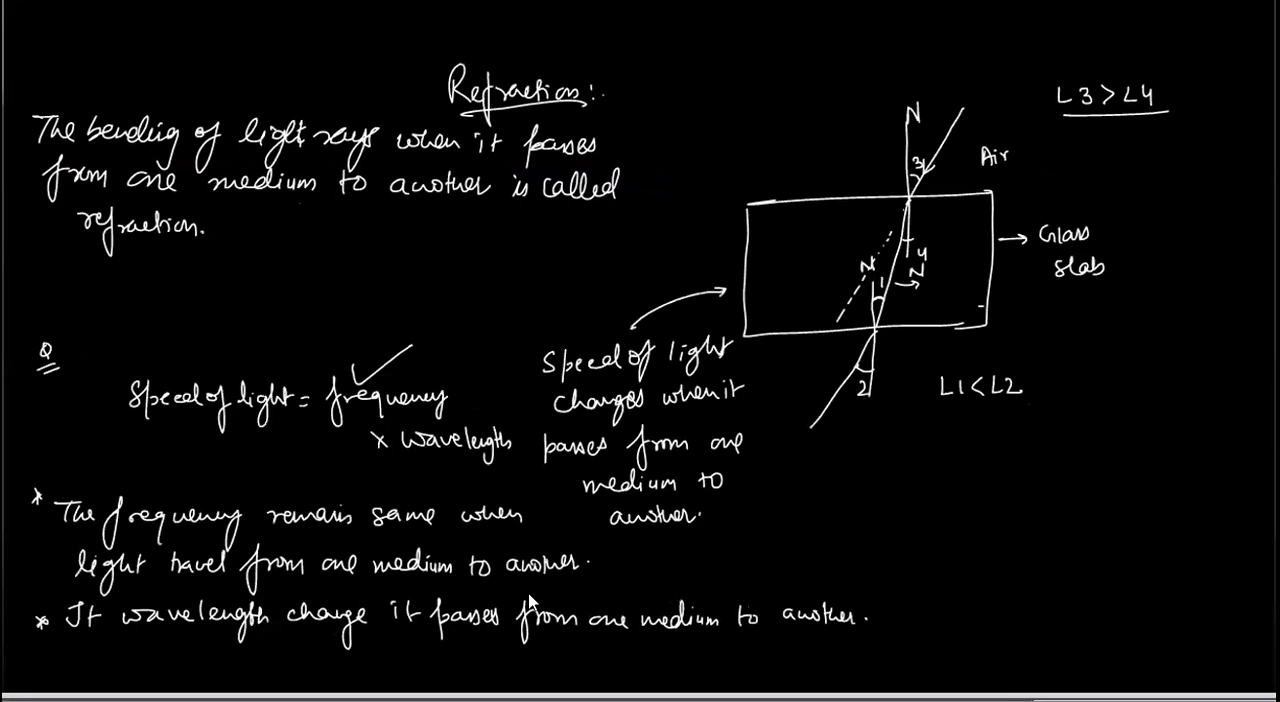 Refraction:
The bending of light rays when it passes
from one medium to another is called
refraction.
L3 > L4
N
3
Air
Glass
slab
4
N
N
1
2
L1 < L2
Q
Speed of light = frequency
× wavelength
Speed of light
changes when it
passes from one
medium to
another.
* The frequency remains same when
light travel from one medium to another.
* It wavelength change it passes from one medium to another.